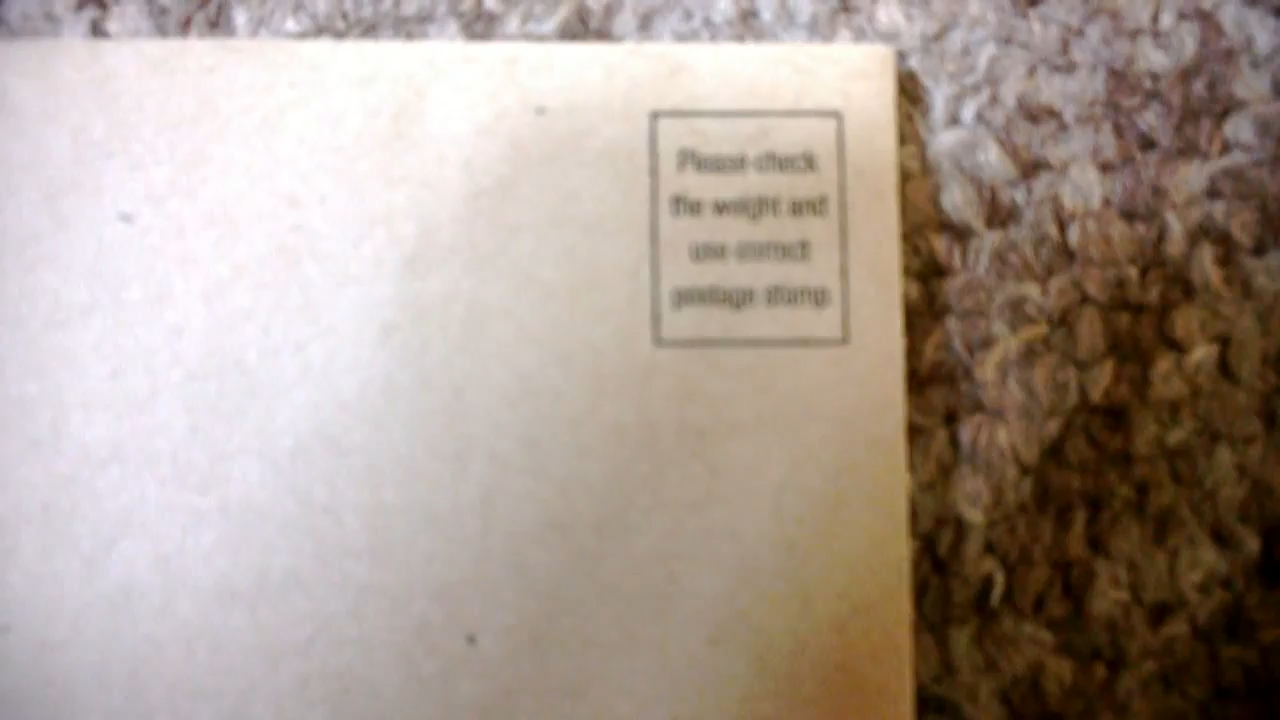 Please check
the weight and
use correct
postage stamp